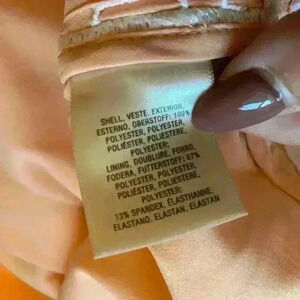 SHELL, VESTE, EXTERIOR,
ESTERNO, OBERSTOFF: 100%
POLYESTER, POLYESTER,
POLIÉSTER, POLIESTERE,
POLYESTER;
LINING, DOUBLURE, FORRO,
FODERA, FUTTERSTOFF: 87%
POLYESTER, POLYESTER,
POLIÉSTER, POLIESTERE,
POLYESTER;
13% SPANDEX, ÉLASTHANNE,
ELASTANO, ELASTAN, ELASTAN